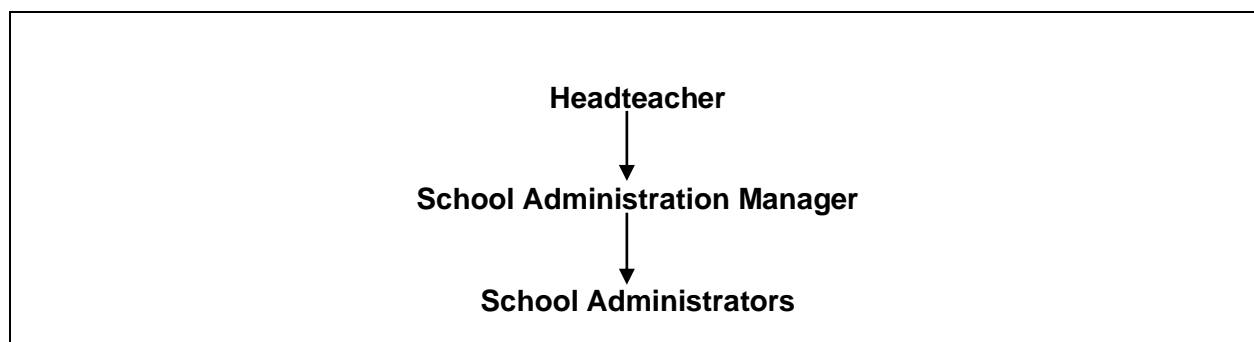 Headteacher
School Administration Manager
School Administrators